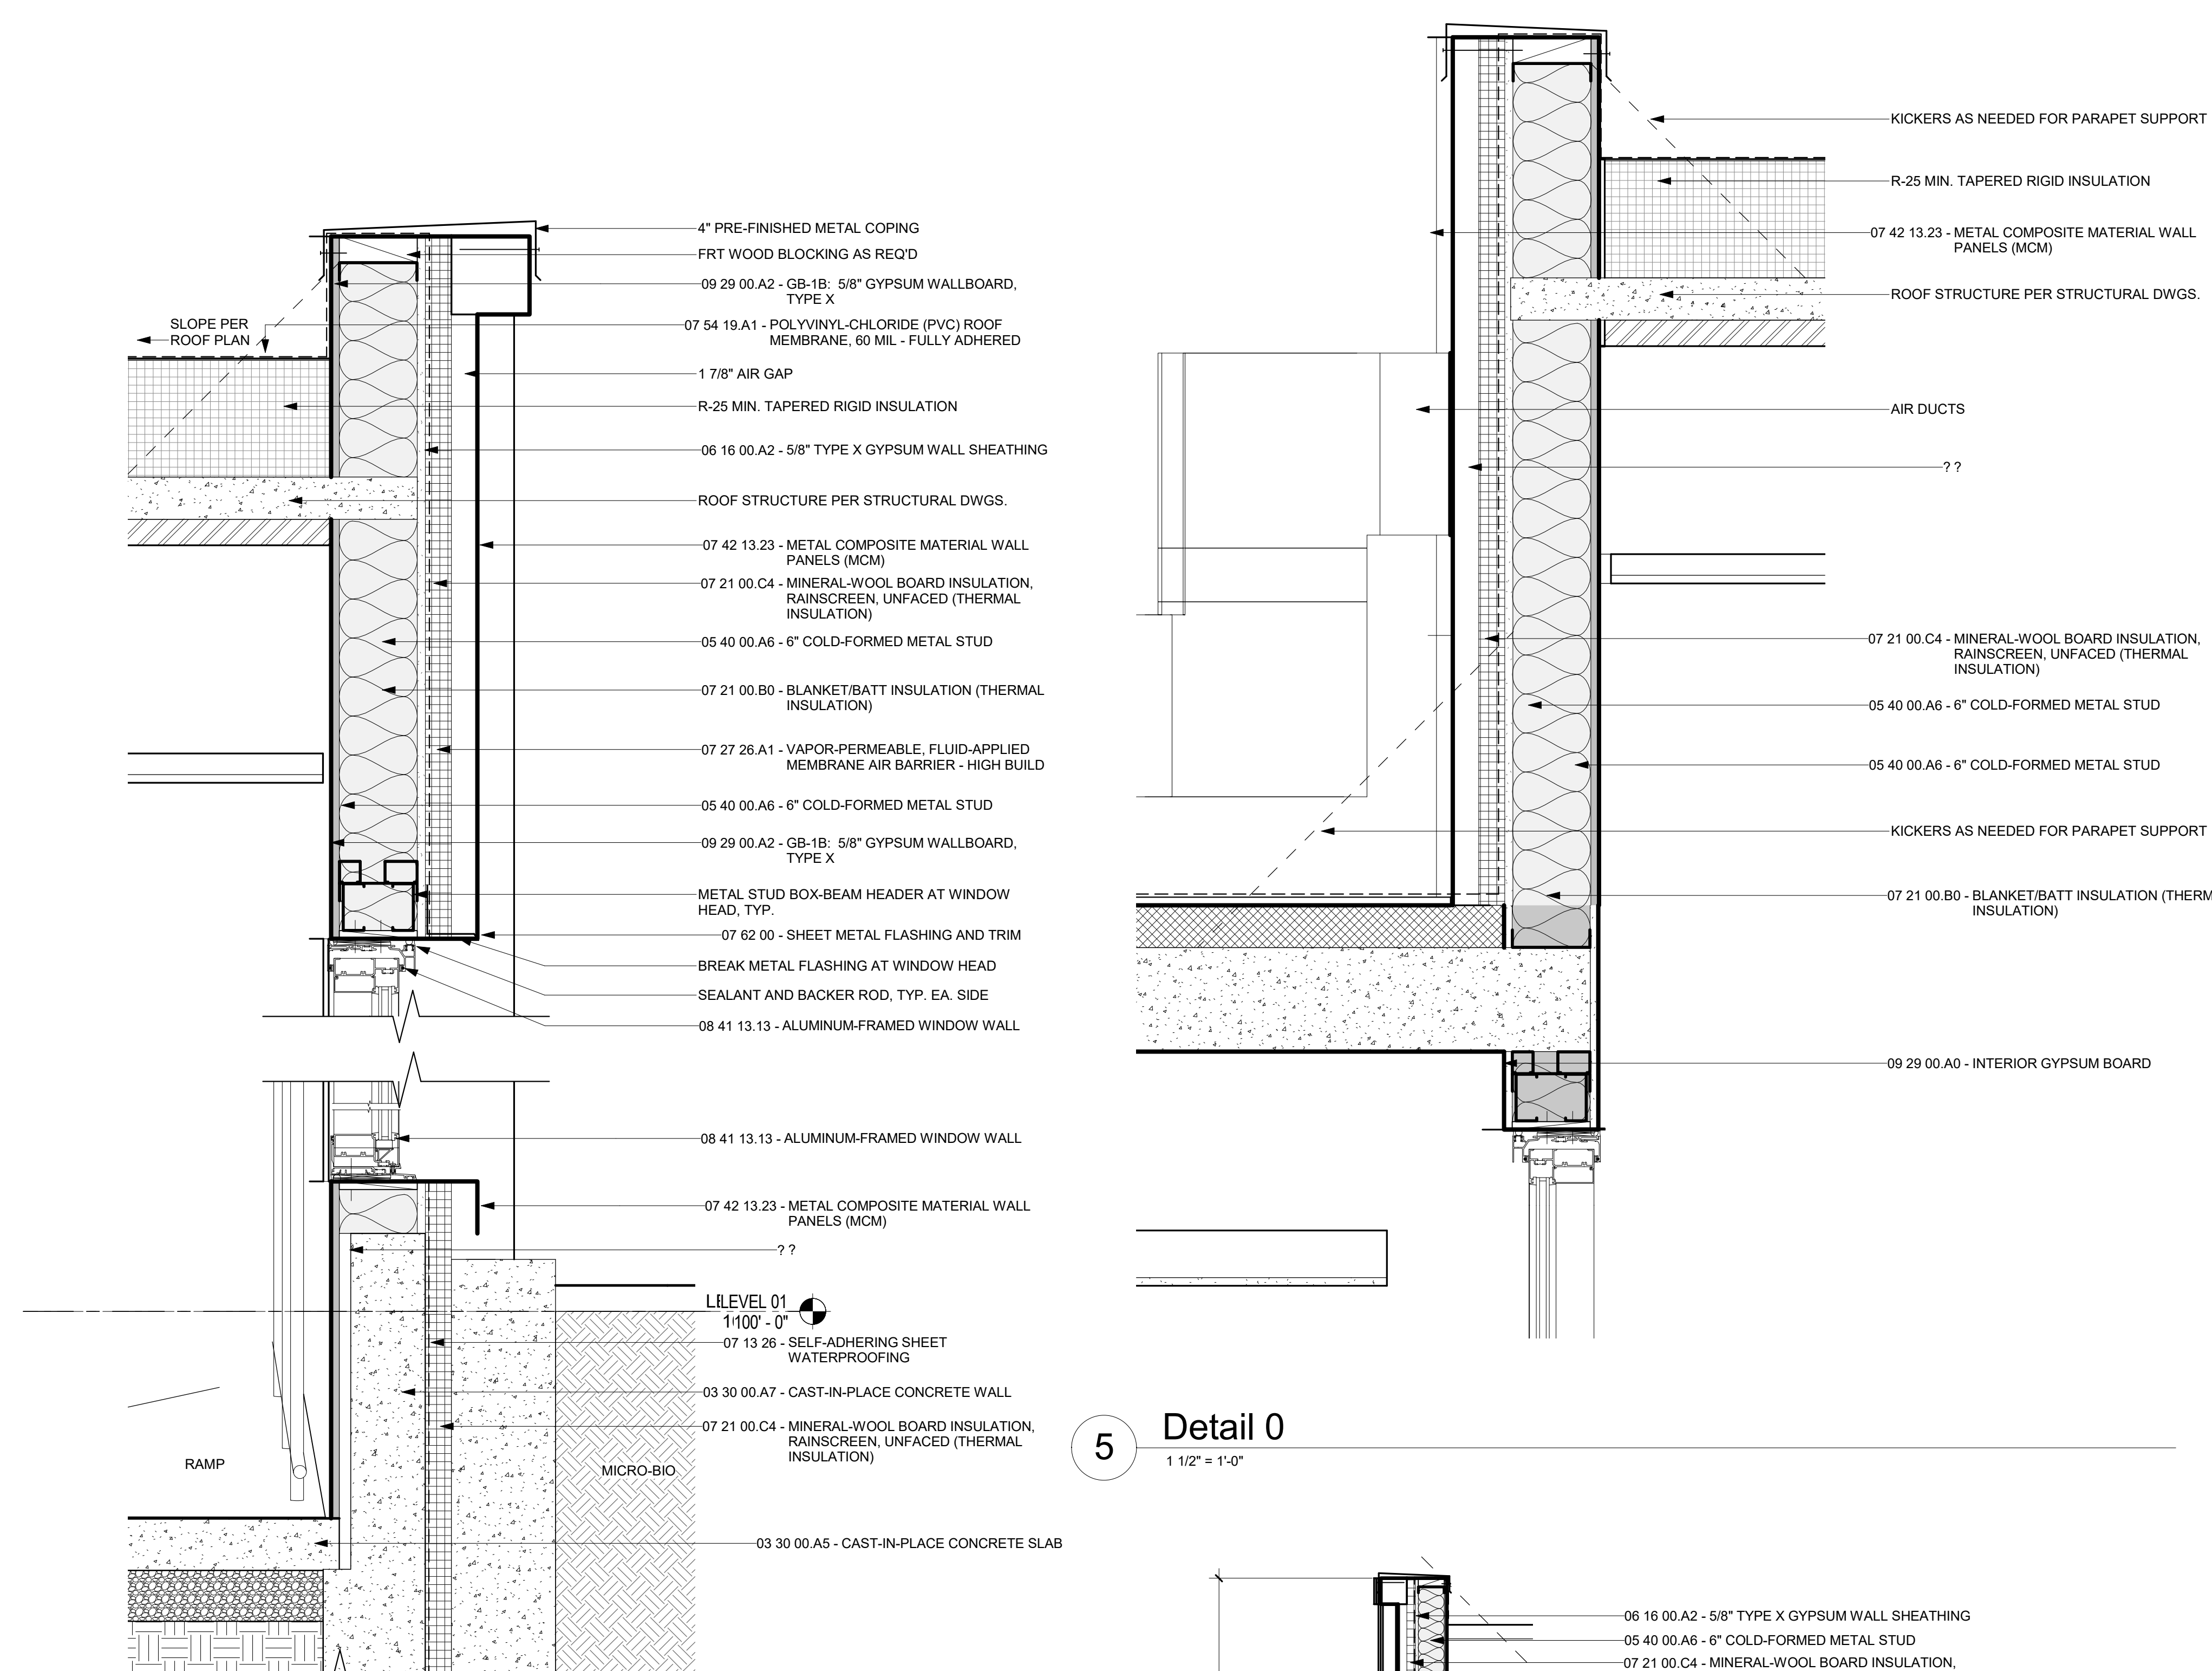 4" PRE-FINISHED METAL COPING
FRT WOOD BLOCKING AS REQ'D
09 29 00.A2 - GB-1B: 5/8" GYPSUM WALLBOARD,
TYPE X
SLOPE PER
ROOF PLAN
07 54 19.A1 - POLYVINYL-CHLORIDE (PVC) ROOF
MEMBRANE, 60 MIL - FULLY ADHERED
1 7/8" AIR GAP
R-25 MIN. TAPERED RIGID INSULATION
06 16 00.A2 - 5/8" TYPE X GYPSUM WALL SHEATHING
ROOF STRUCTURE PER STRUCTURAL DWGS.
07 42 13.23 - METAL COMPOSITE MATERIAL WALL
PANELS (MCM)
07 21 00.C4 - MINERAL-WOOL BOARD INSULATION,
RAINSCREEN, UNFACED (THERMAL
INSULATION)
05 40 00.A6 - 6" COLD-FORMED METAL STUD
07 21 00.B0 - BLANKET/BATT INSULATION (THERMAL
INSULATION)
07 27 26.A1 - VAPOR-PERMEABLE, FLUID-APPLIED
MEMBRANE AIR BARRIER - HIGH BUILD
05 40 00.A6 - 6" COLD-FORMED METAL STUD
09 29 00.A2 - GB-1B: 5/8" GYPSUM WALLBOARD,
TYPE X
METAL STUD BOX-BEAM HEADER AT WINDOW
HEAD, TYP.
07 62 00 - SHEET METAL FLASHING AND TRIM
BREAK METAL FLASHING AT WINDOW HEAD
SEALANT AND BACKER ROD, TYP. EA. SIDE
08 41 13.13 - ALUMINUM-FRAMED WINDOW WALL
08 41 13.13 - ALUMINUM-FRAMED WINDOW WALL
07 42 13.23 - METAL COMPOSITE MATERIAL WALL
PANELS (MCM)
? ?
LEVEL 01
100' - 0"
07 13 26 - SELF-ADHERING SHEET
WATERPROOFING
03 30 00.A7 - CAST-IN-PLACE CONCRETE WALL
07 21 00.C4 - MINERAL-WOOL BOARD INSULATION,
RAINSCREEN, UNFACED (THERMAL
INSULATION)
RAMP
MICRO-BIO
03 30 00.A5 - CAST-IN-PLACE CONCRETE SLAB
KICKERS AS NEEDED FOR PARAPET SUPPORT
R-25 MIN. TAPERED RIGID INSULATION
07 42 13.23 - METAL COMPOSITE MATERIAL WALL
PANELS (MCM)
ROOF STRUCTURE PER STRUCTURAL DWGS.
AIR DUCTS
? ?
07 21 00.C4 - MINERAL-WOOL BOARD INSULATION,
RAINSCREEN, UNFACED (THERMAL
INSULATION)
05 40 00.A6 - 6" COLD-FORMED METAL STUD
05 40 00.A6 - 6" COLD-FORMED METAL STUD
KICKERS AS NEEDED FOR PARAPET SUPPORT
07 21 00.B0 - BLANKET/BATT INSULATION (THERM
INSULATION)
09 29 00.A0 - INTERIOR GYPSUM BOARD
5
Detail 0
1 1/2" = 1'-0"
06 16 00.A2 - 5/8" TYPE X GYPSUM WALL SHEATHING
05 40 00.A6 - 6" COLD-FORMED METAL STUD
07 21 00.C4 - MINERAL-WOOL BOARD INSULATION,